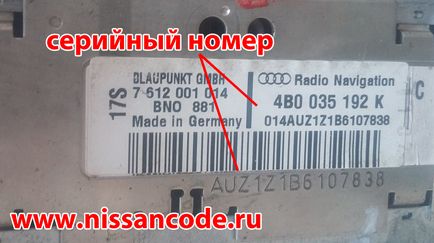 серийный номер
17S
BLAUPUNKT GMBH
7 612 001 014
BNO 881
Made in Germany
Radio Navigation
4B0 035 192 K
014AUZ1Z1B6107838
C
AUZ1Z1B6107838
www.nissancode.ru